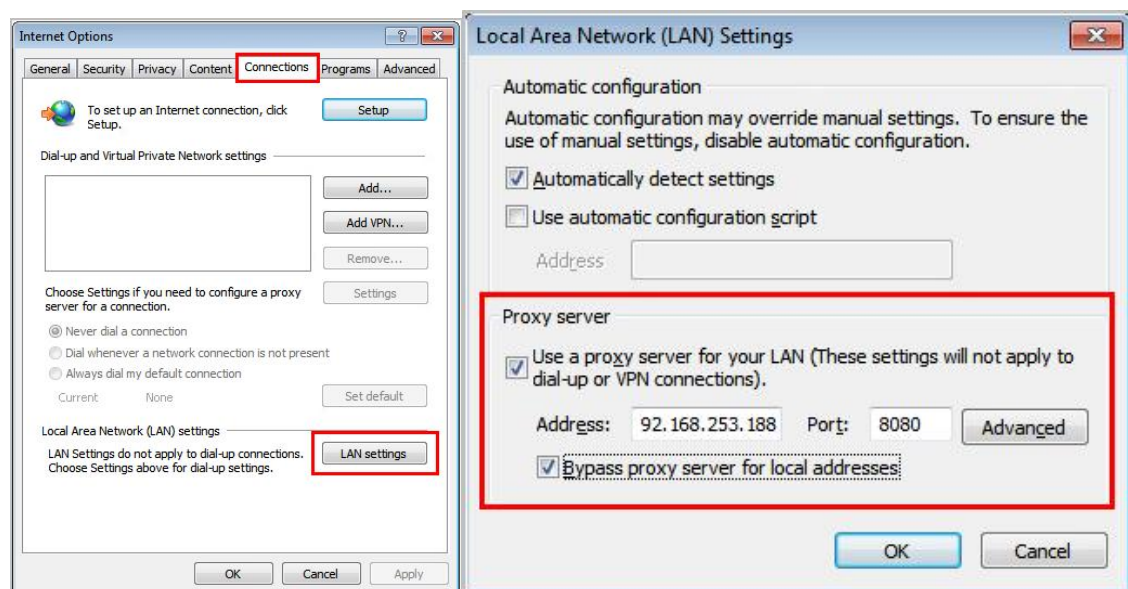 Internet Options
General Security Privacy Content Connections Programs Advanced
To set up an Internet connection, click
Setup.
Setup
Dial-up and Virtual Private Network settings
Add...
Add VPN...
Remove...
Choose Settings if you need to configure a proxy
server for a connection.
Settings
Never dial a connection
Dial whenever a network connection is not present
Always dial my default connection
Current None
Set default
Local Area Network (LAN) settings
LAN Settings do not apply to dial-up connections.
Choose Settings above for dial-up settings.
LAN settings
OK Cancel Apply
Local Area Network (LAN) Settings
Automatic configuration
Automatic configuration may override manual settings. To ensure the
use of manual settings, disable automatic configuration.
Automatically detect settings
Use automatic configuration script
Address
Proxy server
Use a proxy server for your LAN (These settings will not apply to
dial-up or VPN connections).
Address: 92.168.253.188 Port: 8080 Advanced
Bypass proxy server for local addresses
OK Cancel